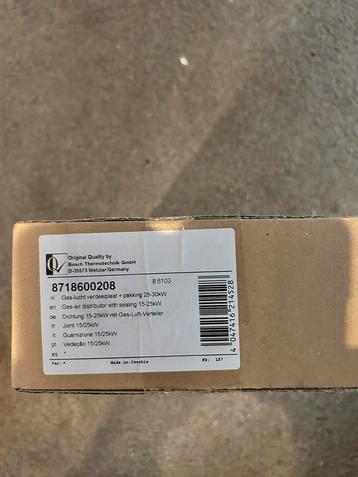 Q
Original Quality by
Bosch Thermotechnik GmbH
D-35573 Wetzlar/Germany
8718600208
B 6103
nl Gas-lucht verdeelplaat + pakking 25-30kW
en Gas-air distributor with sealing 15-25kW
de Dichtung 15-25kW mit Gas-Luft-Verteiler
fr Joint 15/25kW
it Guarnizione 15/25kW
pt Vedação 15/25kW
es -
Made in: Czechia
FD: 137
4 047416 214528